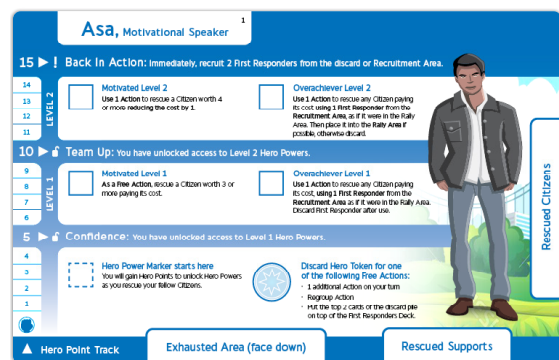 1
Asa, Motivational Speaker
15 ! Back In Action: Immediately, recruit 2 First Responders from the discard or Recruitment Area.
14
13
12
11
LEVEL 2
Motivated Level 2
Use 1 Action to rescue a Citizen worth 4
or more reducing the cost by 1.
Overachiever Level 2
Use 1 Action to rescue any Citizen paying
its cost using 1 First Responder from the
Recruitment Area, as if it were in the Rally
Area. Then place it into the Rally Area if
possible, otherwise discard.
10 Team Up: You have unlocked access to Level 2 Hero Powers.
9
8
7
6
LEVEL 1
Motivated Level 1
As a Free Action, rescue a Citizen worth 3 or
more paying its cost.
Overachiever Level 1
Use 1 Action to rescue any Citizen paying
its cost, using 1 First Responder from the
Recruitment Area as if it were in the Rally Area.
Discard First Responder after use.
5 Confidence: You have unlocked access to Level 1 Hero Powers.
4
3
2
1
Hero Power Marker starts here
You will gain Hero Points to unlock Hero Powers
as you rescue your fellow Citizens.
Discard Hero Token for one
of the following Free Actions:
· 1 additional Action on your turn
· Regroup Action
· Put the top 2 cards of the discard pile
on top of the First Responders Deck.
Rescued Citizens
Hero Point Track
Exhausted Area (face down)
Rescued Supports